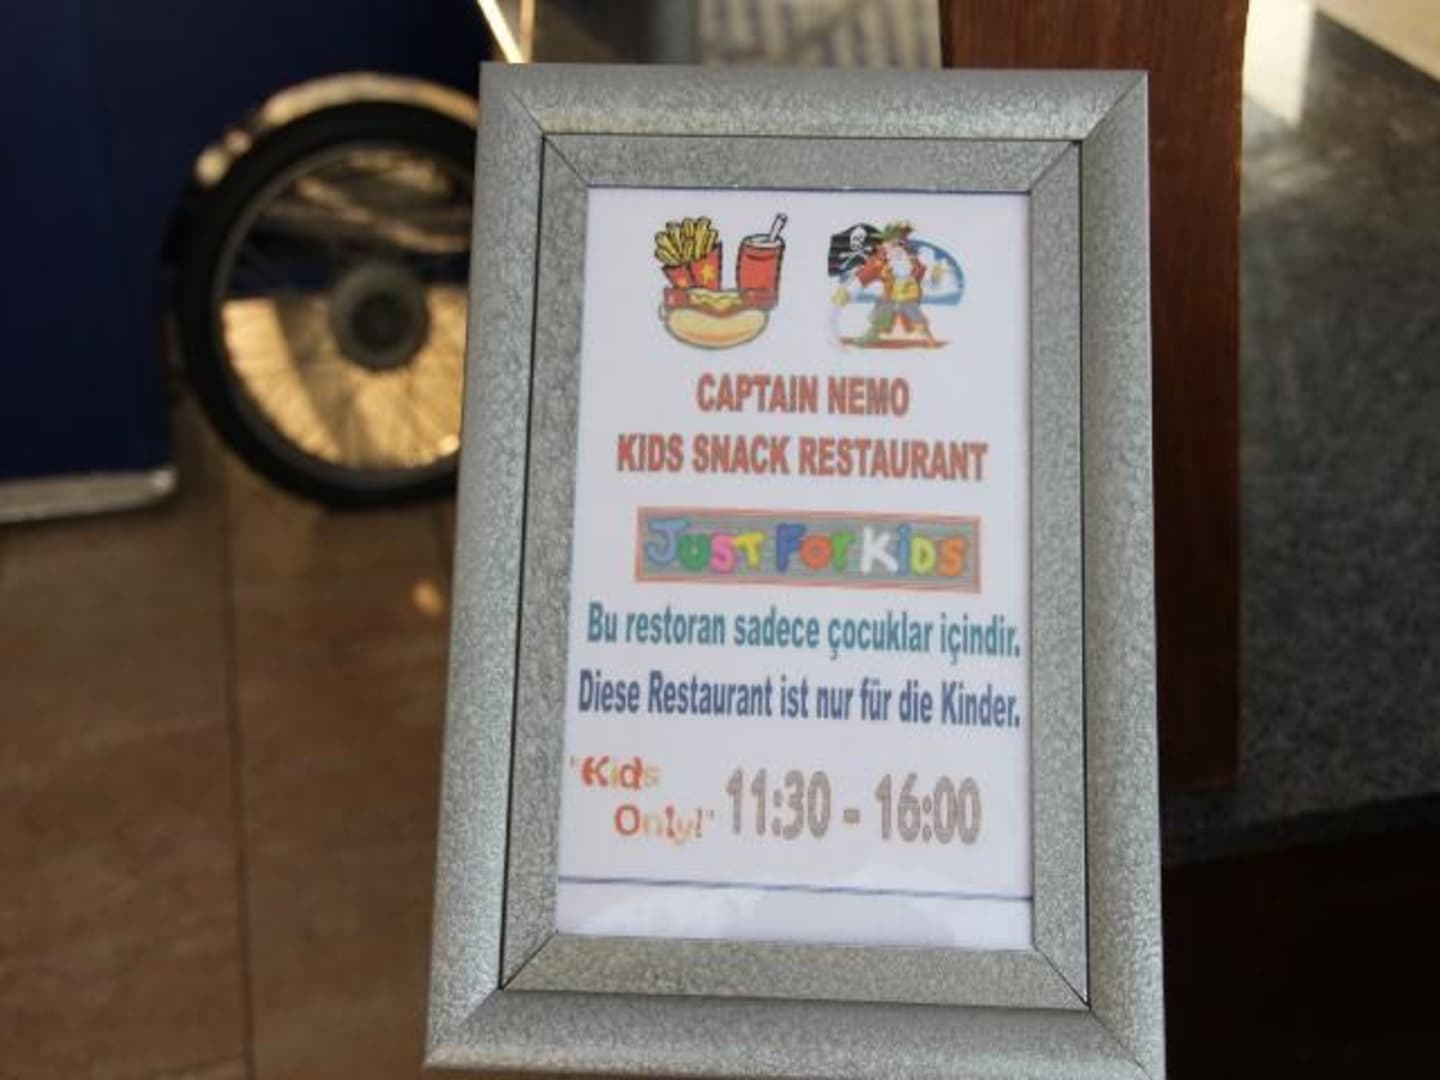 CAPTAIN NEMO
KIDS SNACK RESTAURANT
JUST FOR KiDS
Bu restoran sadece çocuklar içindir.
Diese Restaurant ist nur für die Kinder.
"Kids
Only!" 11:30 - 16:00